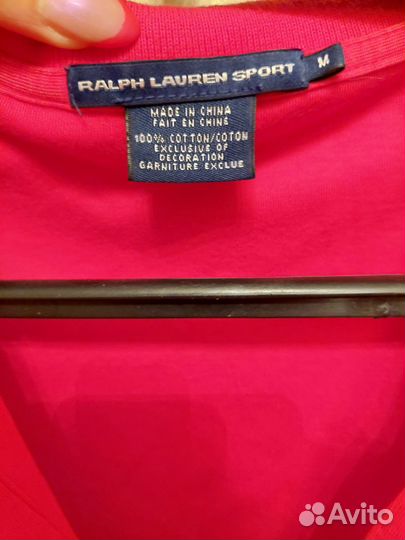 RALPH LAUREN SPORT
M
MADE IN CHINA
FAIT EN CHINE
100% COTTON/COTON
EXCLUSIVE OF
DECORATION
GARNITURE EXCLUE
Avito